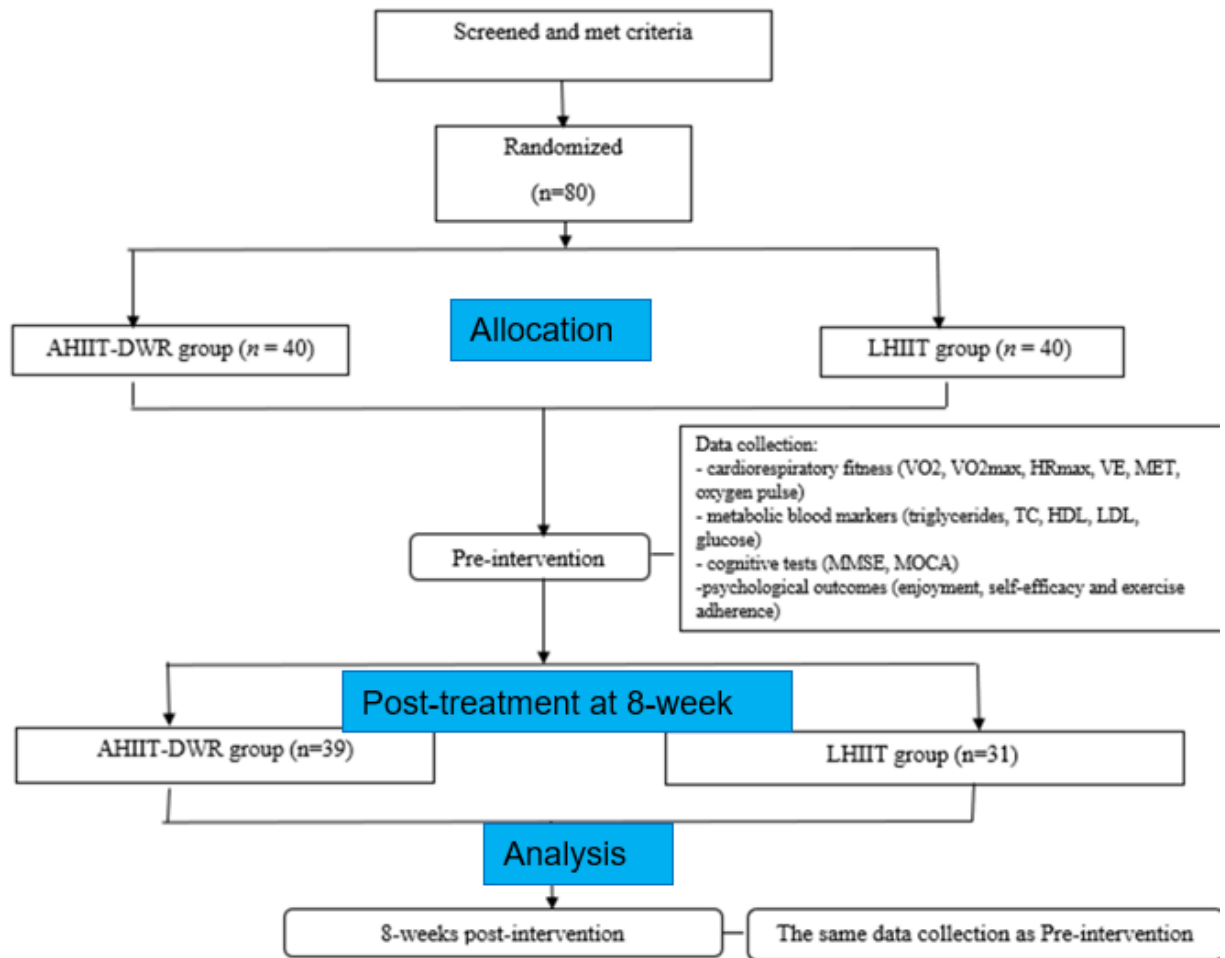 Screened and met criteria
Randomized
(n=80)
Allocation
AHIIT-DWR group (n = 40)
LHIIT group (n = 40)
Data collection:
- cardiorespiratory fitness (VO2, VO2max, HRmax, VE, MET,
oxygen pulse)
- metabolic blood markers (triglycerides, TC, HDL, LDL,
glucose)
- cognitive tests (MMSE, MOCA)
-psychological outcomes (enjoyment, self-efficacy and exercise
adherence)
Pre-intervention
Post-treatment at 8-week
AHIIT-DWR group (n=39)
LHIIT group (n=31)
Analysis
8-weeks post-intervention
The same data collection as Pre-intervention